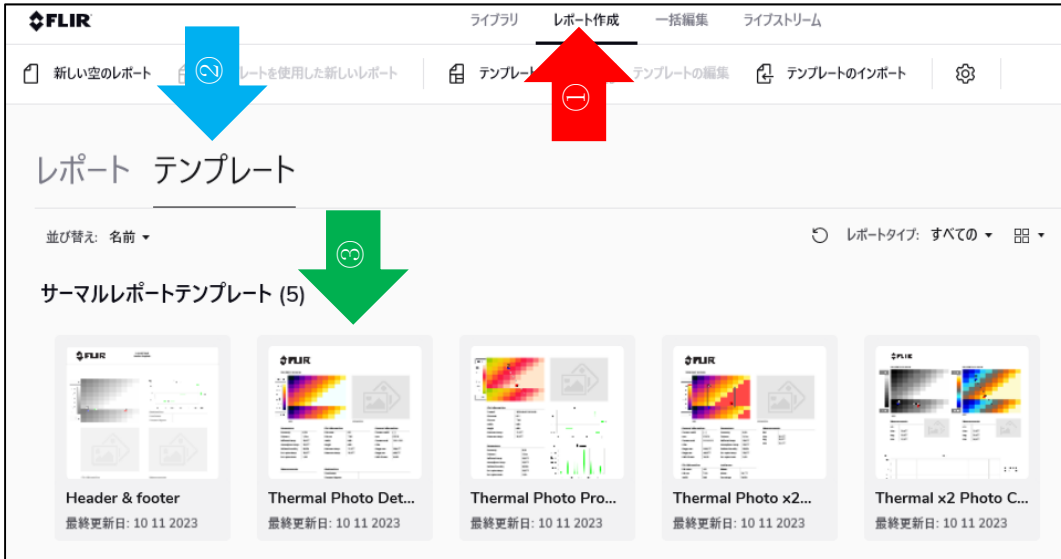 FLIR
ライブラリ レポート作成 一括編集 ライブストリーム
新しい空のレポート レートを使用した新しいレポート テンプレート テンプレートの編集 テンプレートのインポート
②
①
レポート テンプレート
並び替え: 名前 レポートタイプ: すべての
③
サーマルレポートテンプレート (5)
FLIR FLIR FLIR FLIR
Header & footer Thermal Photo Det... Thermal Photo Pro... Thermal Photo x2... Thermal x2 Photo C...
最終更新日: 10 11 2023 最終更新日: 10 11 2023 最終更新日: 10 11 2023 最終更新日: 10 11 2023 最終更新日: 10 11 2023